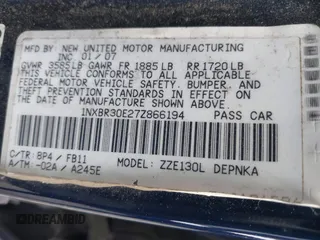 MFD BY: NEW UNITED MOTOR MANUFACTURING
INC 01/07
GVWR 3585LB GAWR FR 1885LB RR 1720LB
THIS VEHICLE CONFORMS TO ALL APPLICABLE
FEDERAL MOTOR VEHICLE SAFETY, BUMPER, AND
THEFT PREVENTION STANDARDS IN EFFECT ON THE
DATE OF MANUFACTURE SHOWN ABOVE.
1NXBR30E27Z866194 PASS CAR
C/TR: 8P4 / FB11 MODEL: ZZE130L DEPNKA
A/TM -02A / A245E
DREAMBID